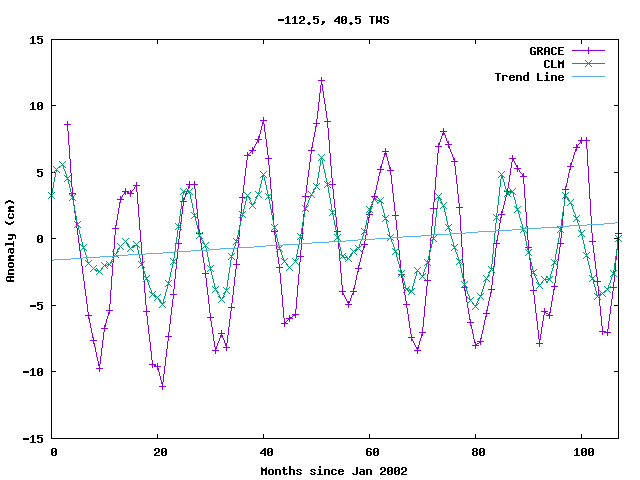 -112.5, 40.5 TWS
GRACE
CLM
Trend Line
15
10
5
0
-5
-10
-15
Anomaly (cm)
0 20 40 60 80 100
Months since Jan 2002